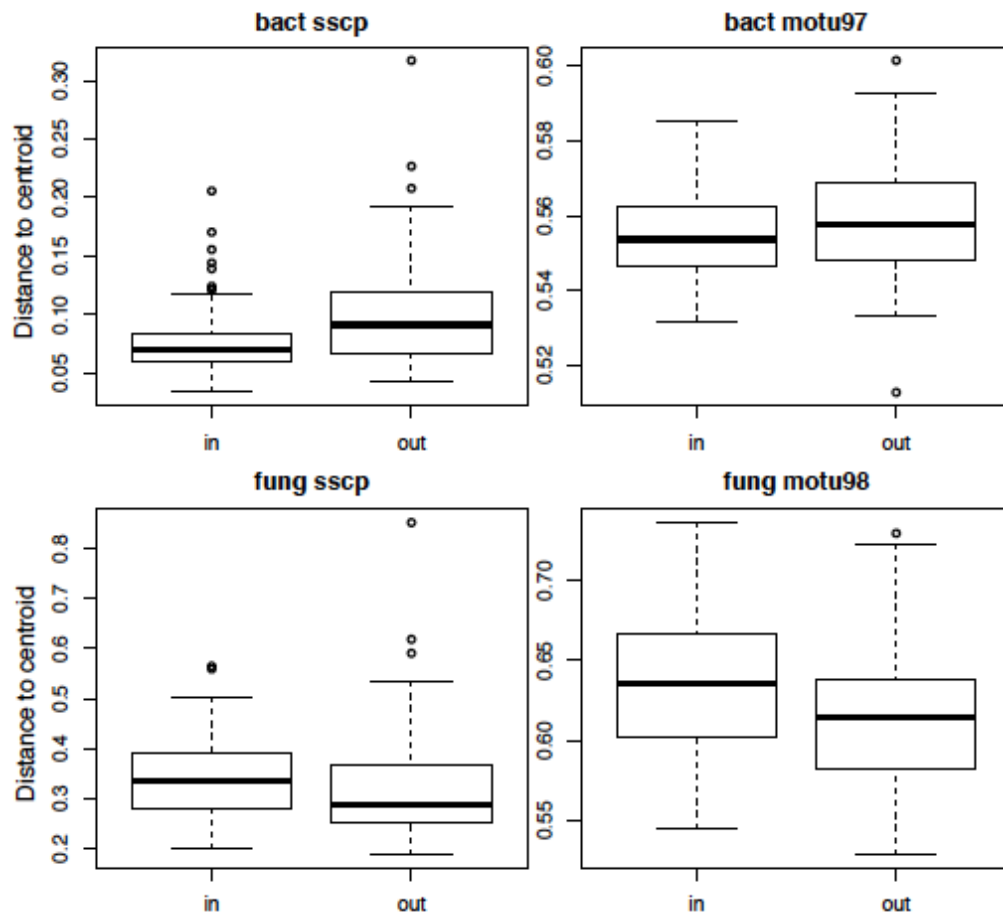 bact sscp
bact motu97
Distance to centroid
0.30
0.25
0.20
0.15
0.10
0.05
in
out
0.60
0.58
0.56
0.54
0.52
in
out
fung sscp
fung motu98
Distance to centroid
0.8
0.7
0.6
0.5
0.4
0.3
0.2
in
out
0.70
0.65
0.60
0.55
in
out